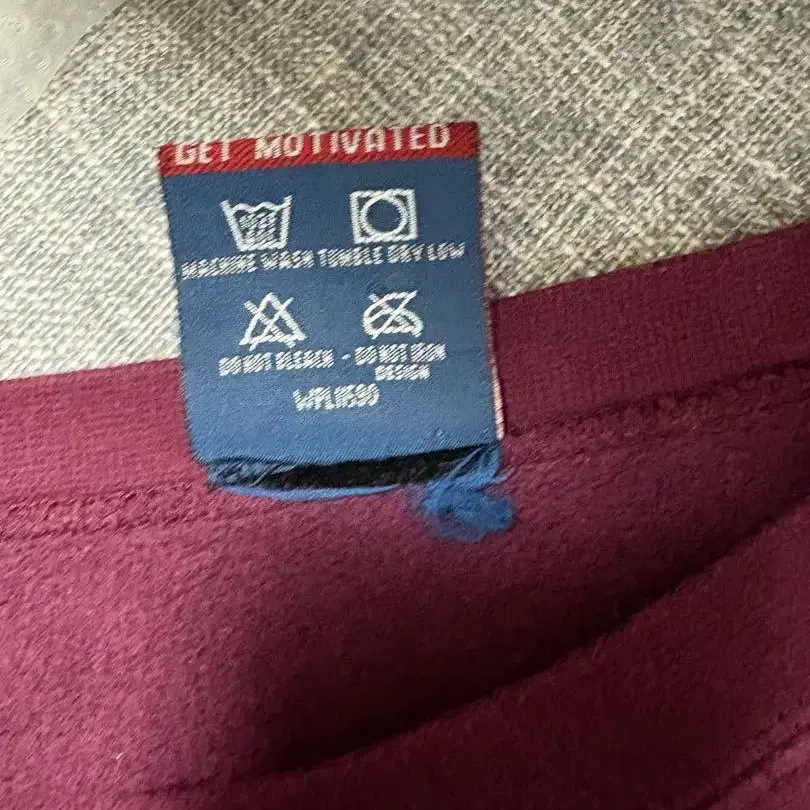 GET MOTIVATED
MACHINE WASH TUMBLE DRY LOW
DO NOT BLEACH - DO NOT IRON
DESIGN